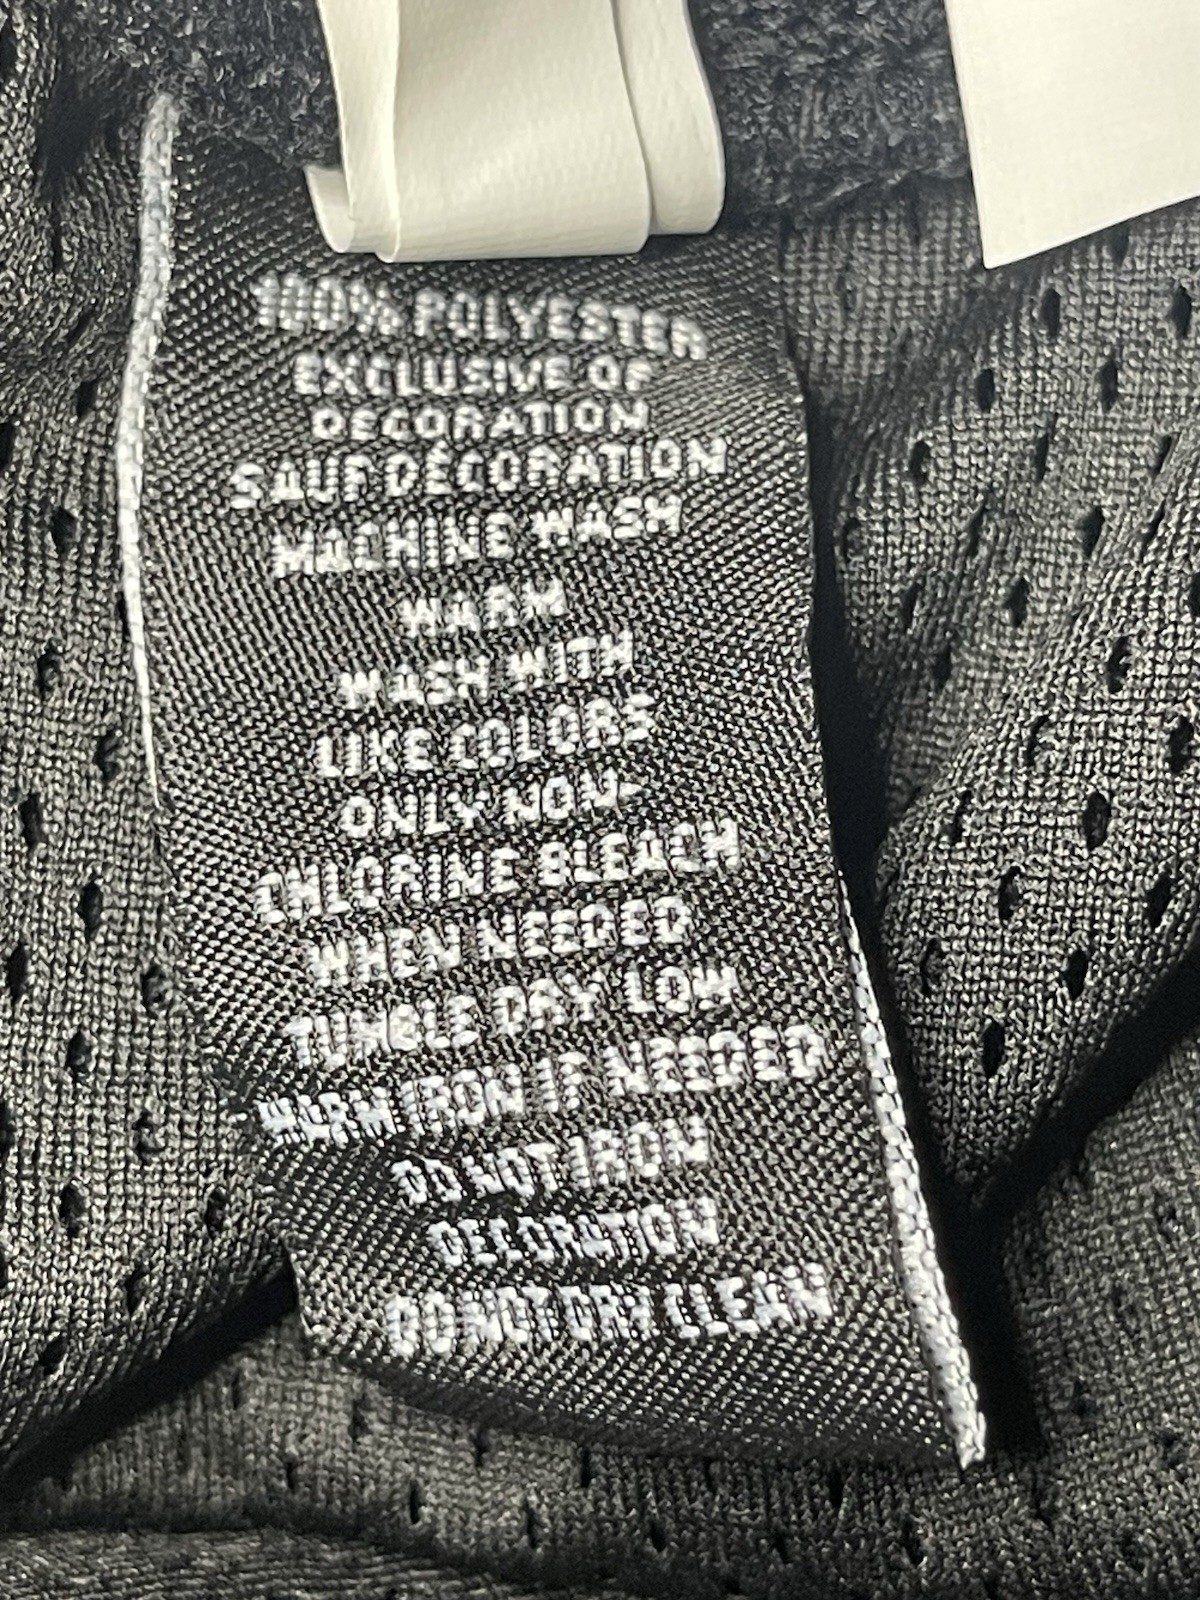 100% POLYESTER
EXCLUSIVE OF
DECORATION
SAUF DÉCORATION
MACHINE WASH
WARM
WASH WITH
LIKE COLORS
ONLY NON-
CHLORINE BLEACH
WHEN NEEDED
TUMBLE DRY LOW
WARM IRON IF NEEDED
DO NOT IRON
DECORATION
DO NOT DRY CLEAN